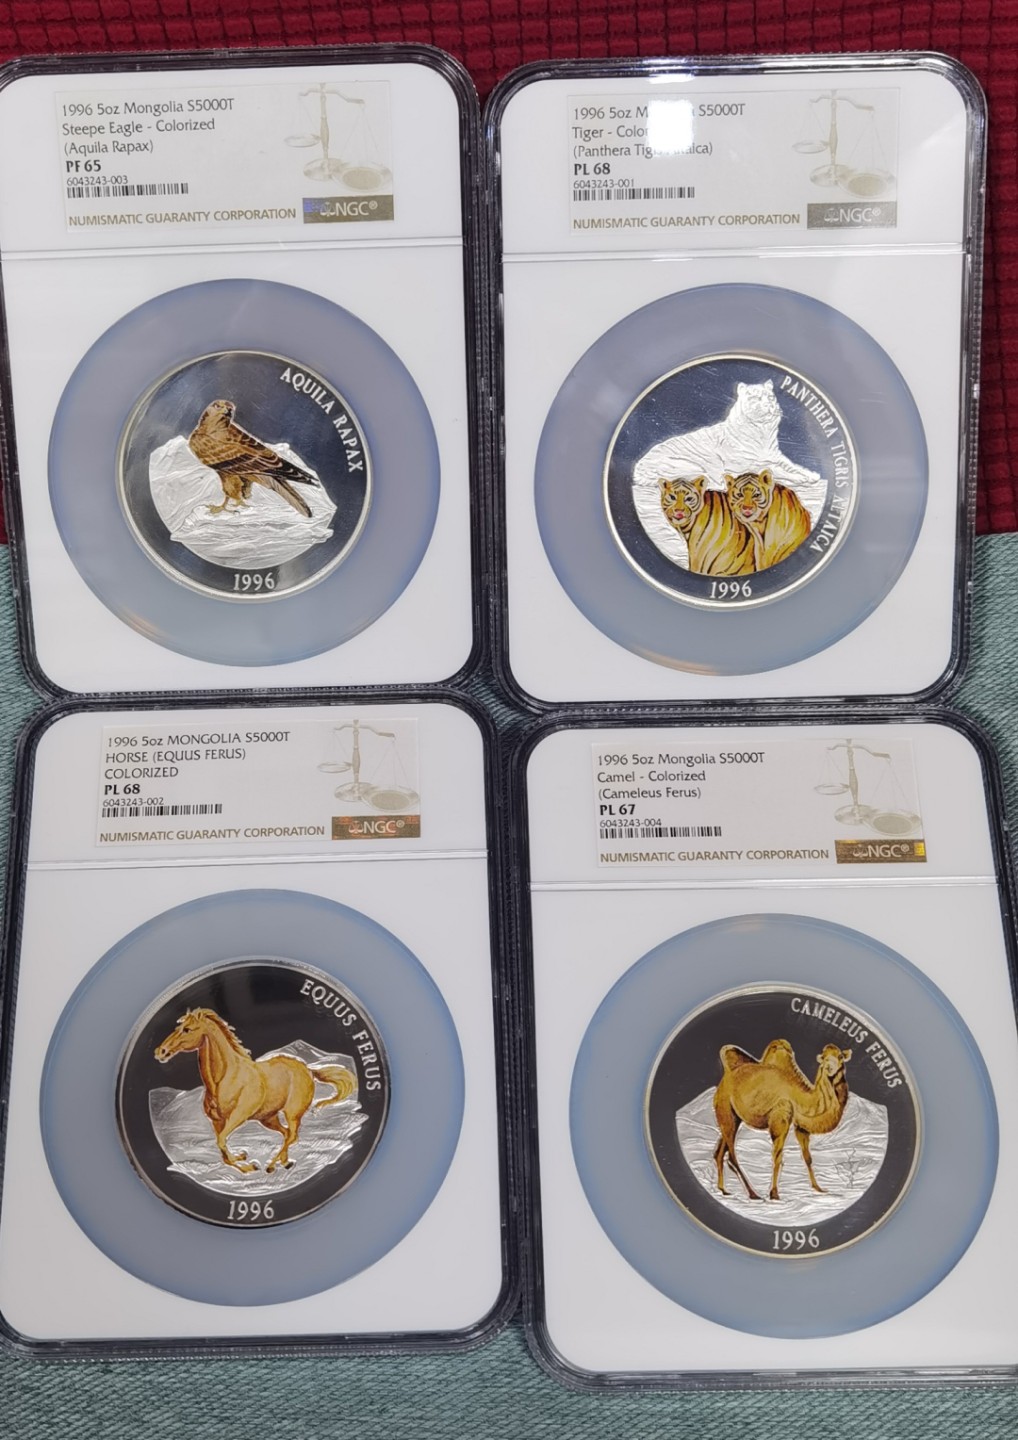 1996 5oz Mongolia S5000T
Steepe Eagle - Colorized
(Aquila Rapax)
PF 65
6043243-003
NUMISMATIC GUARANTY CORPORATION
NGC®
AQUILA RAPAX
1996
1996 5oz M a S5000T
Tiger - Colo
(Panthera Tig taica)
PL 68
6043243-001
NUMISMATIC GUARANTY CORPORATION
NGC®
PANTHERA TIGRIS ALTAICA
1996
1996 5oz MONGOLIA S5000T
HORSE (EQUUS FERUS)
COLORIZED
PL 68
6043243-002
NUMISMATIC GUARANTY CORPORATION
NGC®
EQUUS FERUS
1996
1996 5oz Mongolia S5000T
Camel - Colorized
(Cameleus Ferus)
PL 67
6043243-004
NUMISMATIC GUARANTY CORPORATION
NGC®
CAMELEUS FERUS
1996